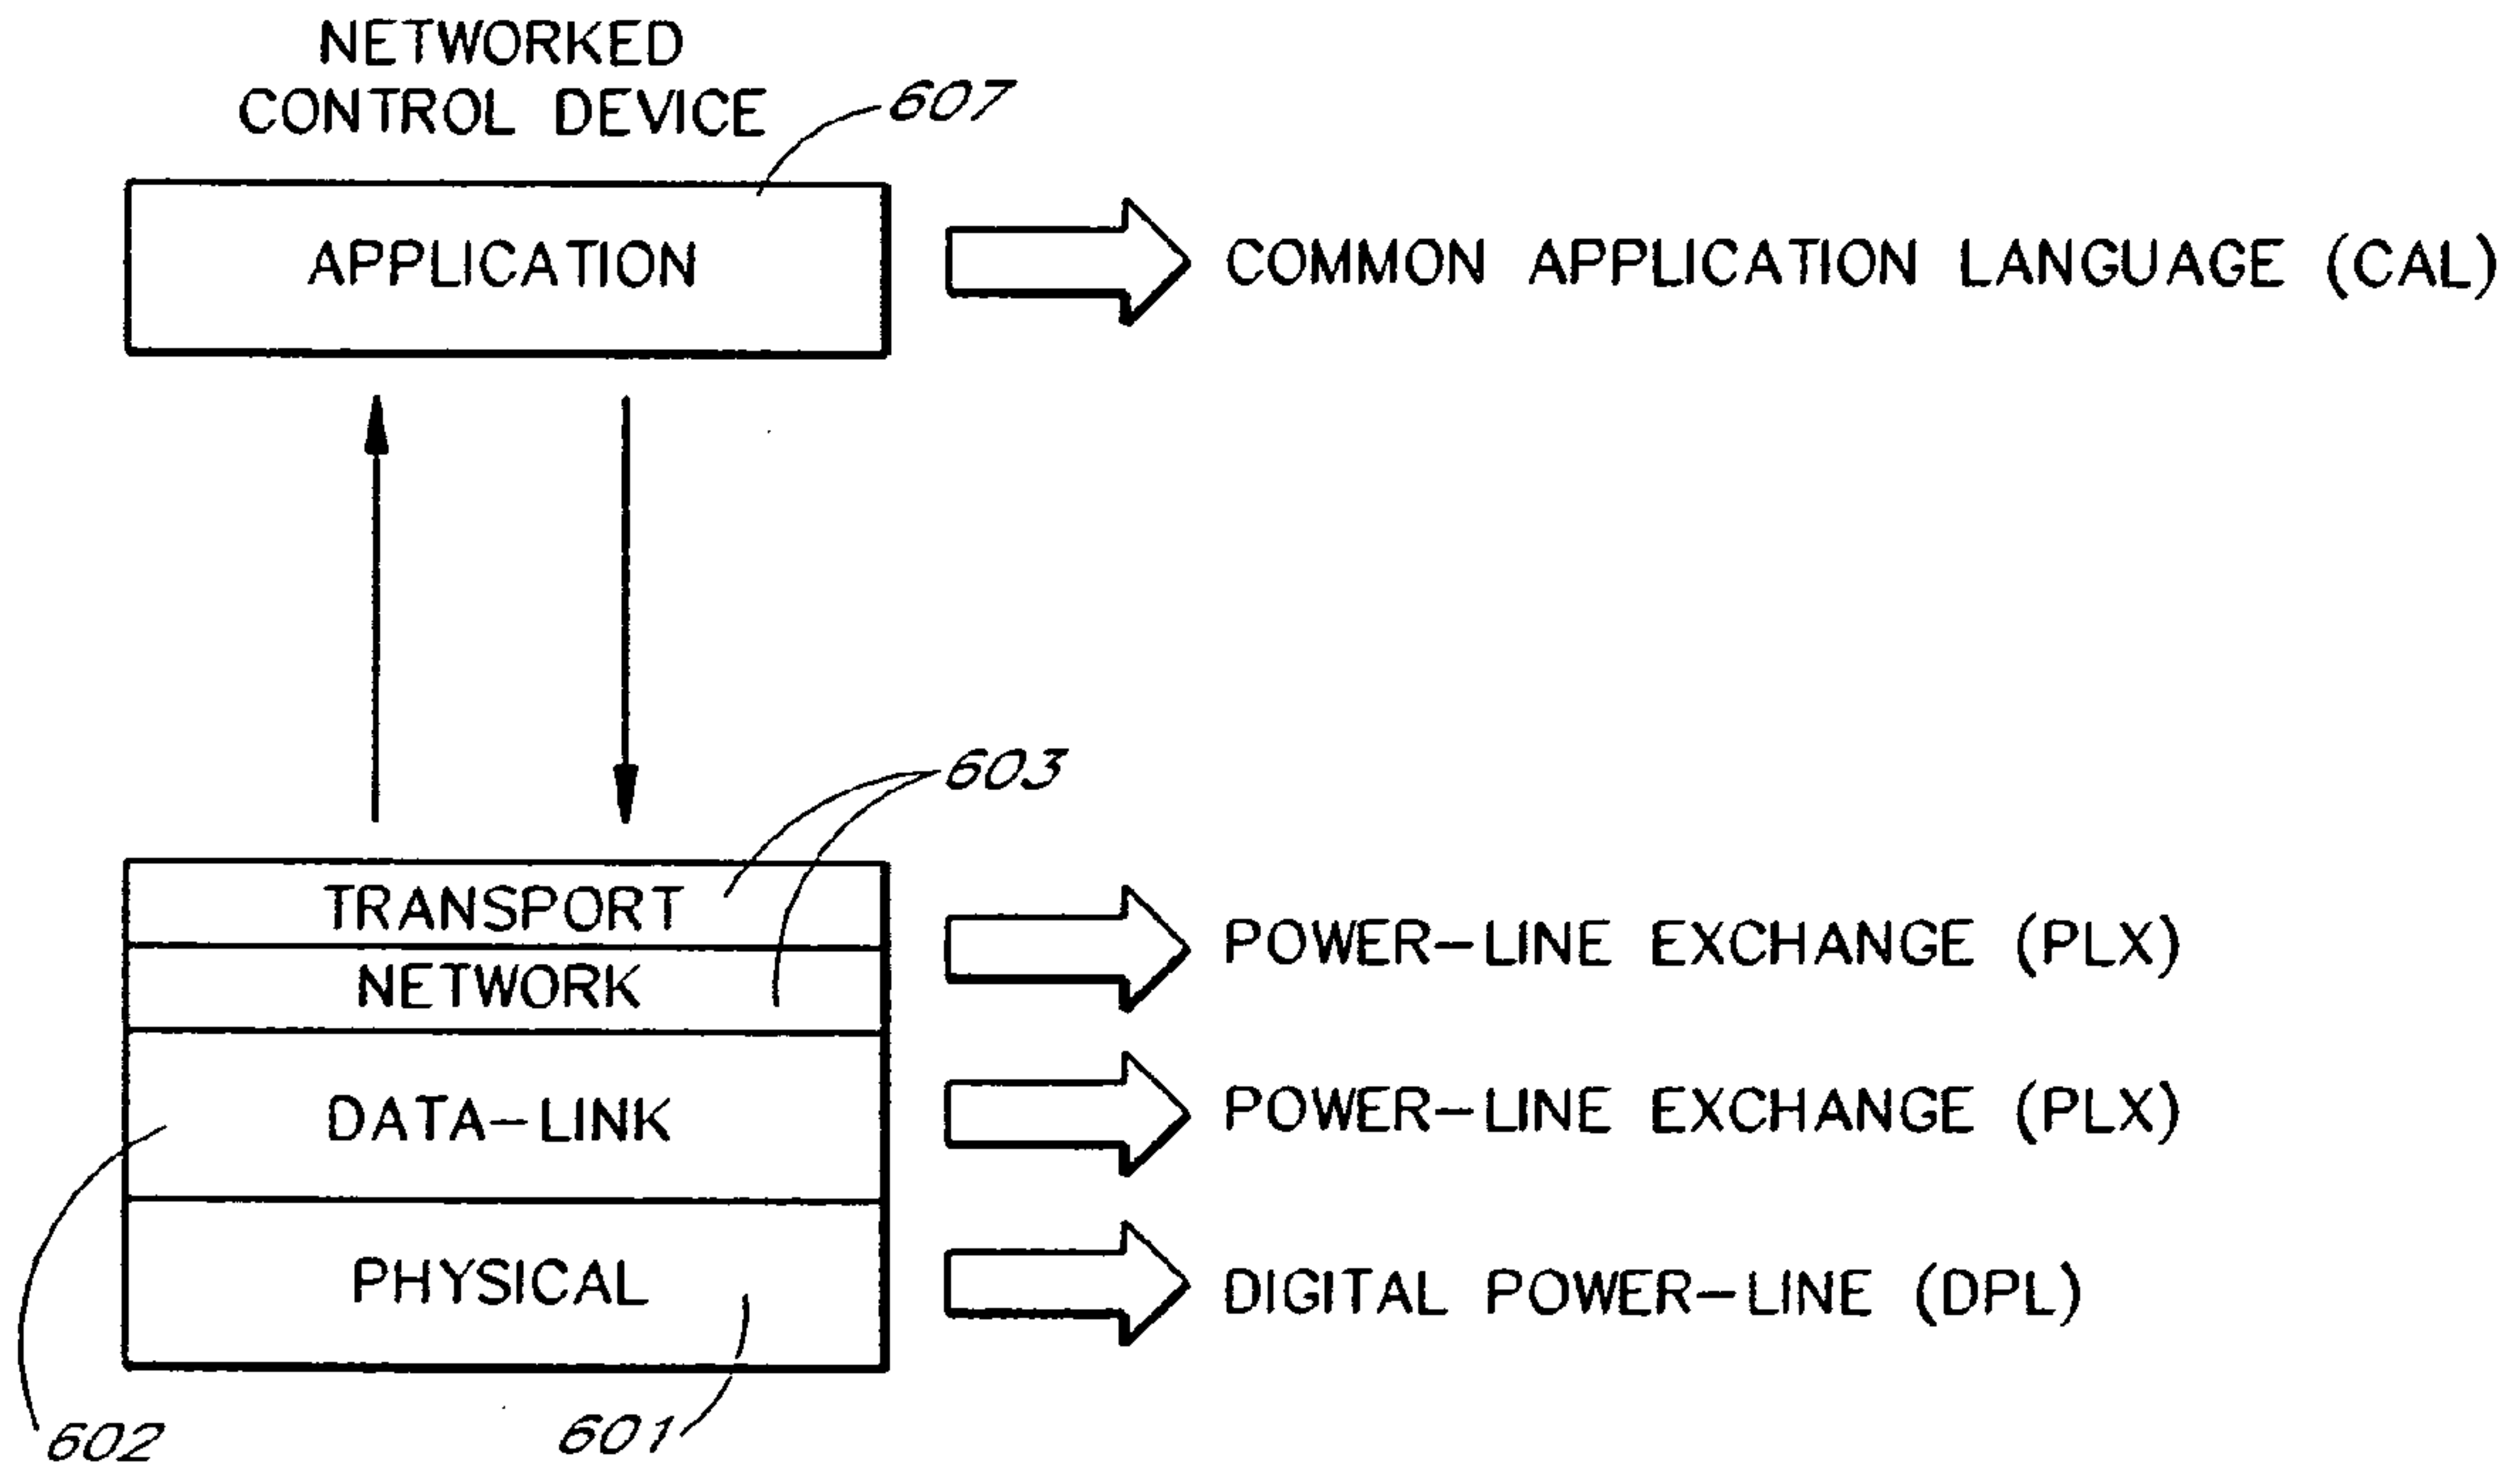 NETWORKED
CONTROL DEVICE
607
APPLICATION
COMMON APPLICATION LANGUAGE (CAL)
603
TRANSPORT
POWER-LINE EXCHANGE (PLX)
NETWORK
DATA-LINK
POWER-LINE EXCHANGE (PLX)
PHYSICAL
DIGITAL POWER-LINE (DPL)
602
601